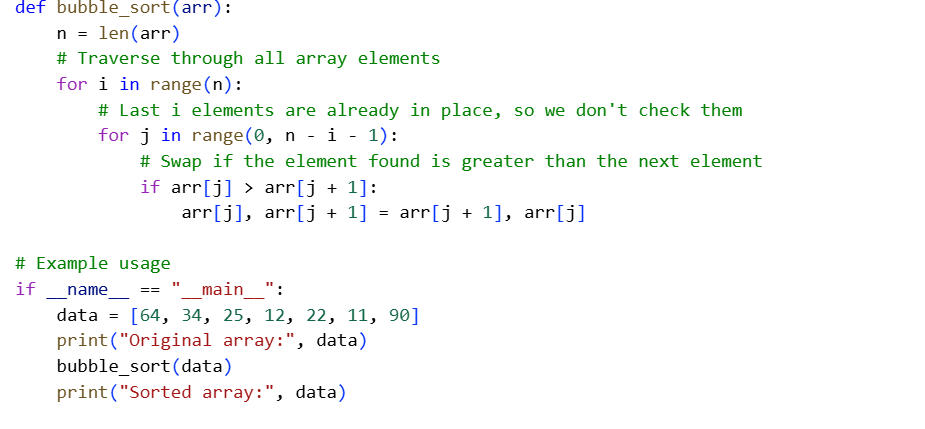 def bubble_sort(arr):
    n = len(arr)
    # Traverse through all array elements
    for i in range(n):
        # Last i elements are already in place, so we don't check them
        for j in range(0, n - i - 1):
            # Swap if the element found is greater than the next element
            if arr[j] > arr[j + 1]:
                arr[j], arr[j + 1] = arr[j + 1], arr[j]

# Example usage
if __name__ == "__main__":
    data = [64, 34, 25, 12, 22, 11, 90]
    print("Original array:", data)
    bubble_sort(data)
    print("Sorted array:", data)